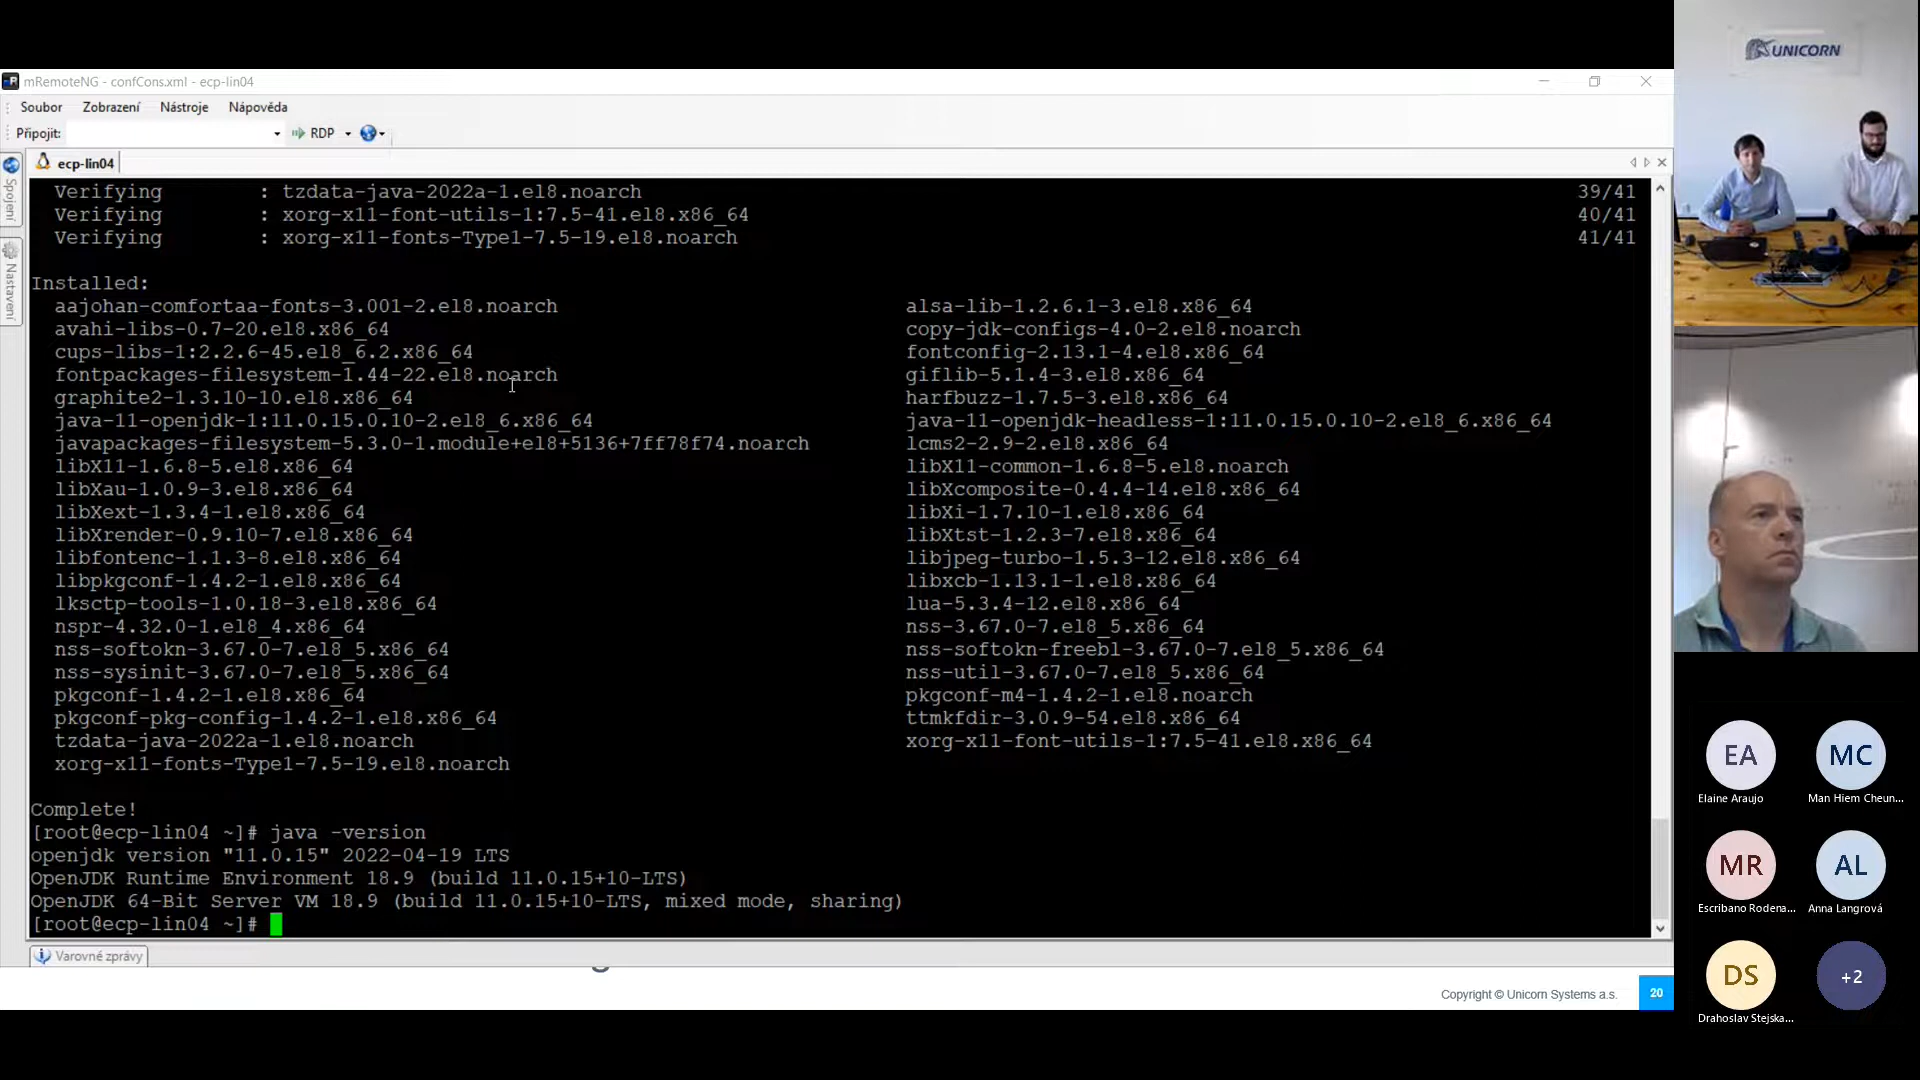 UNICORN
mRemoteNG - confCons.xml - ecp-lin04
Soubor Zobrazení Nástroje Nápověda
Připojit: RDP
ecp-lin04
Spojení
Nastavení
Verifying : tzdata-java-2022a-1.el8.noarch 39/41
Verifying : xorg-x11-font-utils-1:7.5-41.el8.x86_64 40/41
Verifying : xorg-x11-fonts-Type1-7.5-19.el8.noarch 41/41
Installed:
aajohan-comfortaa-fonts-3.001-2.el8.noarch alsa-lib-1.2.6.1-3.el8.x86_64
avahi-libs-0.7-20.el8.x86_64 copy-jdk-configs-4.0-2.el8.noarch
cups-libs-1:2.2.6-45.el8_6.2.x86_64 fontconfig-2.13.1-4.el8.x86_64
fontpackages-filesystem-1.44-22.el8.noarch giflib-5.1.4-3.el8.x86_64
graphite2-1.3.10-10.el8.x86_64 harfbuzz-1.7.5-3.el8.x86_64
java-11-openjdk-1:11.0.15.0.10-2.el8_6.x86_64 java-11-openjdk-headless-1:11.0.15.0.10-2.el8_6.x86_64
javapackages-filesystem-5.3.0-1.module+el8+5136+7ff78f74.noarch lcms2-2.9-2.el8.x86_64
libX11-1.6.8-5.el8.x86_64 libX11-common-1.6.8-5.el8.noarch
libXau-1.0.9-3.el8.x86_64 libXcomposite-0.4.4-14.el8.x86_64
libXext-1.3.4-1.el8.x86_64 libXi-1.7.10-1.el8.x86_64
libXrender-0.9.10-7.el8.x86_64 libXtst-1.2.3-7.el8.x86_64
libfontenc-1.1.3-8.el8.x86_64 libjpeg-turbo-1.5.3-12.el8.x86_64
libpkgconf-1.4.2-1.el8.x86_64 libxcb-1.13.1-1.el8.x86_64
lksctp-tools-1.0.18-3.el8.x86_64 lua-5.3.4-12.el8.x86_64
nspr-4.32.0-1.el8_4.x86_64 nss-3.67.0-7.el8_5.x86_64
nss-softokn-3.67.0-7.el8_5.x86_64 nss-softokn-freebl-3.67.0-7.el8_5.x86_64
nss-sysinit-3.67.0-7.el8_5.x86_64 nss-util-3.67.0-7.el8_5.x86_64
pkgconf-1.4.2-1.el8.x86_64 pkgconf-m4-1.4.2-1.el8.noarch
pkgconf-pkg-config-1.4.2-1.el8.x86_64 ttmkfdir-3.0.9-54.el8.x86_64
tzdata-java-2022a-1.el8.noarch xorg-x11-font-utils-1:7.5-41.el8.x86_64
xorg-x11-fonts-Type1-7.5-19.el8.noarch
Complete!
[root@ecp-lin04 ~]# java -version
openjdk version "11.0.15" 2022-04-19 LTS
OpenJDK Runtime Environment 18.9 (build 11.0.15+10-LTS)
OpenJDK 64-Bit Server VM 18.9 (build 11.0.15+10-LTS, mixed mode, sharing)
[root@ecp-lin04 ~]#
Varovné zprávy
Copyright © Unicorn Systems a.s. 20
EA MC
Elaine Araujo Man Hiem Cheun...
MR AL
Escribano Rodena... Anna Langrová
DS +2
Drahoslav Stejska...